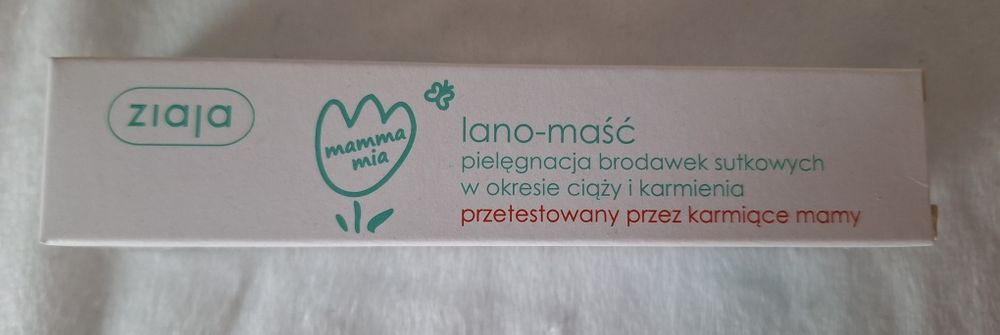 ziaja
mamma
mia
lano-maść
pielęgnacja brodawek sutkowych
w okresie ciąży i karmienia
przetestowany przez karmiące mamy